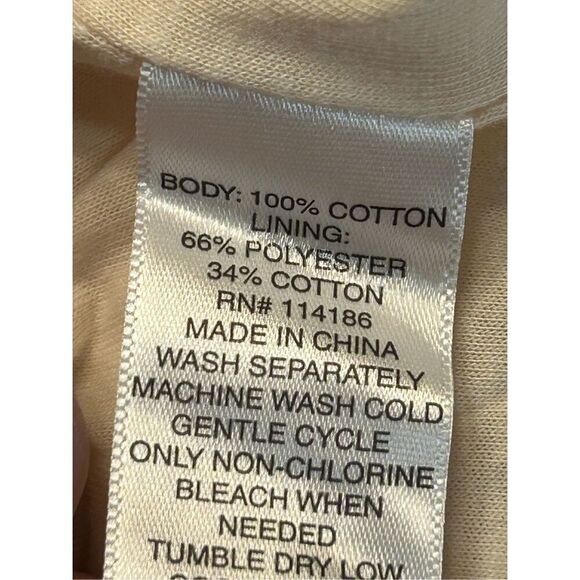 BODY: 100% COTTON
LINING:
66% POLYESTER
34% COTTON
RN# 114186
MADE IN CHINA
WASH SEPARATELY
MACHINE WASH COLD
GENTLE CYCLE
ONLY NON-CHLORINE
BLEACH WHEN
NEEDED
TUMBLE DRY LOW